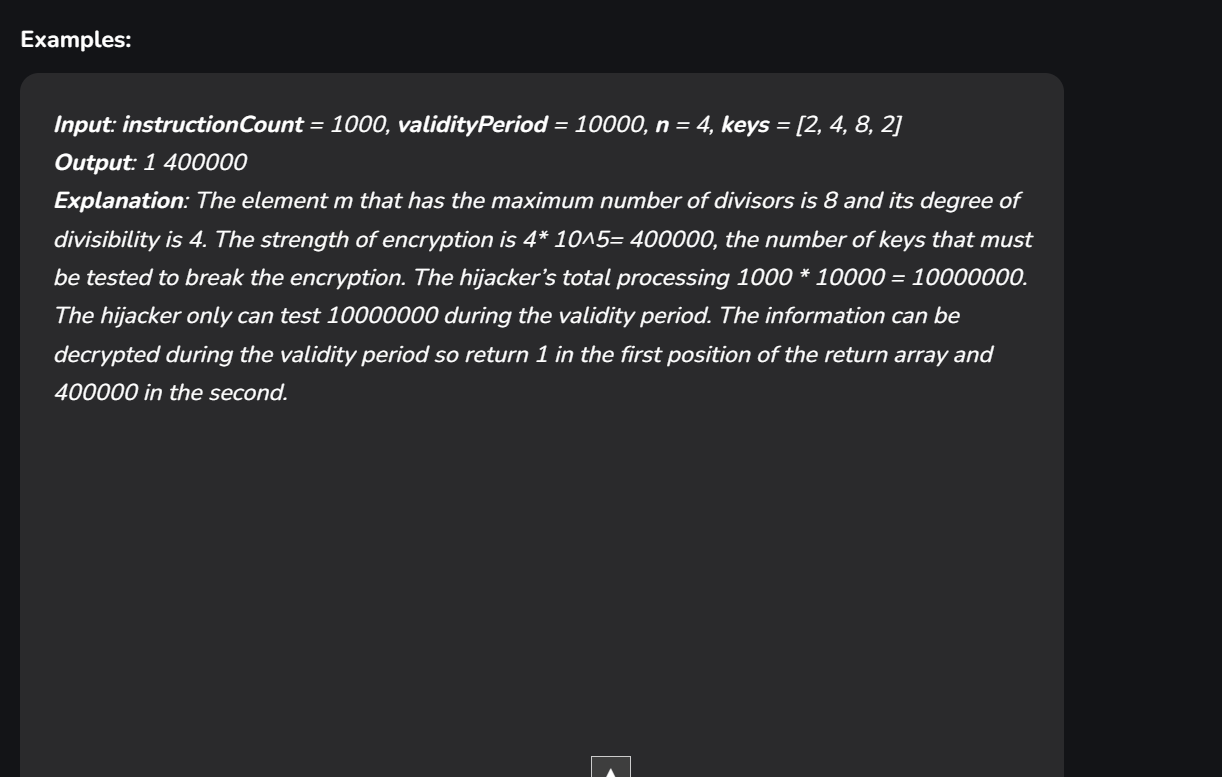 Examples:
Input: instructionCount = 1000, validityPeriod = 10000, n = 4, keys = [2, 4, 8, 2]
Output: 1 400000
Explanation: The element m that has the maximum number of divisors is 8 and its degree of
divisibility is 4. The strength of encryption is 4* 10^5= 400000, the number of keys that must
be tested to break the encryption. The hijacker’s total processing 1000 * 10000 = 10000000.
The hijacker only can test 10000000 during the validity period. The information can be
decrypted during the validity period so return 1 in the first position of the return array and
400000 in the second.